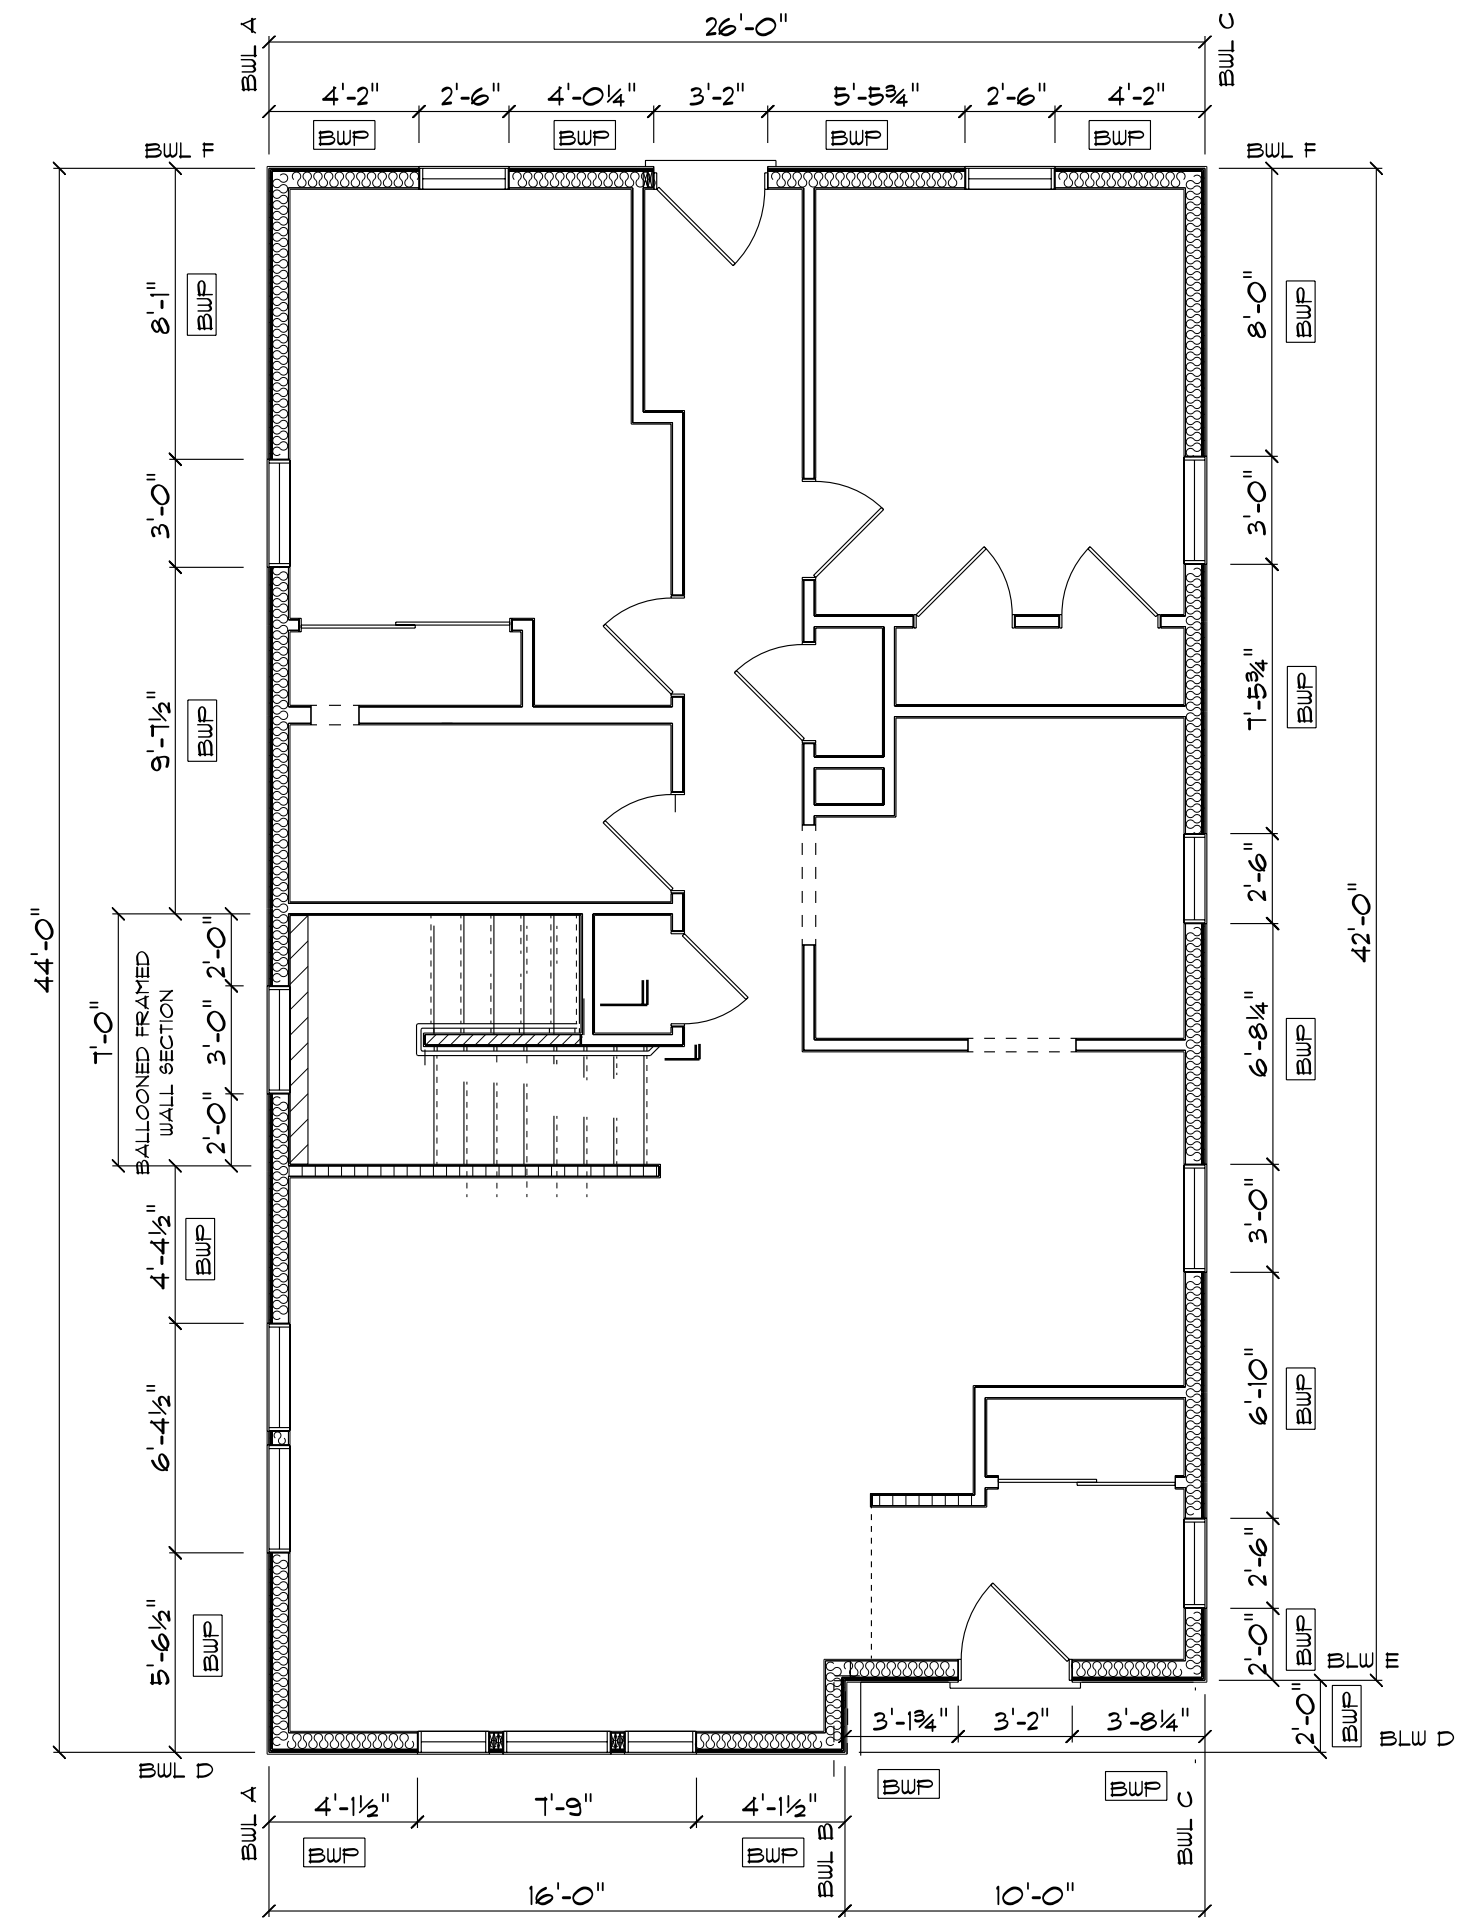 BWL A
26'-0"
BWL C
4'-2"
2'-6"
4'-0¼"
3'-2"
5'-5¾"
2'-6"
4'-2"
BWP
BWP
BWP
BWP
BWL F
BWL F
8'-1"
BWP
8'-0"
BWP
3'-0"
3'-0"
9'-7½"
BWP
7'-5¾"
BWP
2'-6"
44'-0"
42'-0"
7'-0"
BALLOONED FRAMED
WALL SECTION
2'-0"
3'-0"
2'-0"
6'-8¼"
BWP
4'-4½"
BWP
3'-0"
6'-4½"
6'-10"
BWP
2'-6"
5'-6½"
BWP
2'-0"
BWP
BLW E
3'-1¾"
3'-2"
3'-8¼"
2'-0"
BWP
BLW D
BWL D
BWP
BWP
BWL A
4'-1½"
7'-9"
4'-1½"
BWL B
BWL C
BWP
BWP
16'-0"
10'-0"